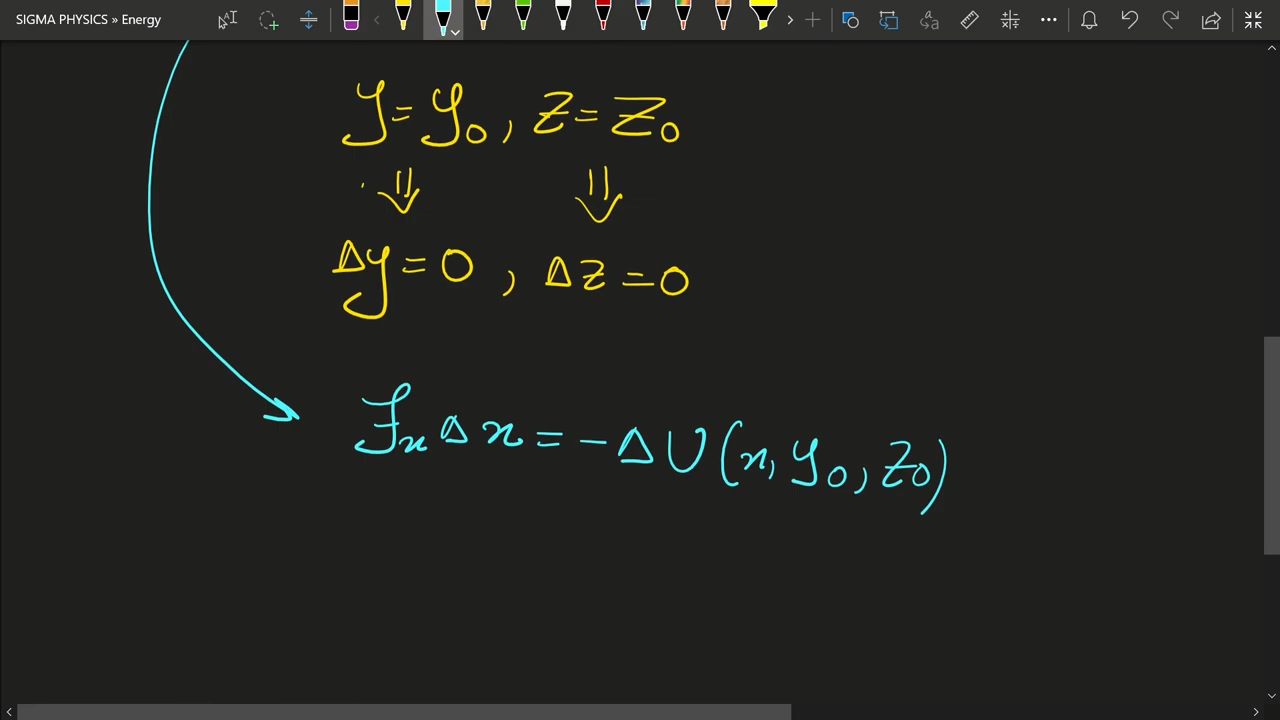 SIGMA PHYSICS » Energy
y = y₀, z = z₀
⇓ ⇓
Δy = 0, Δz = 0
Fₓ Δx = −ΔU(x, y₀, z₀)